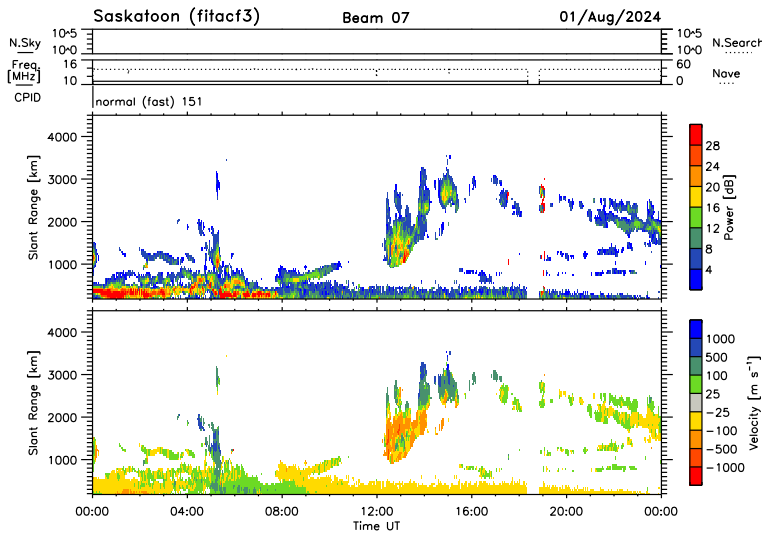 Saskatoon (fitacf3) Beam 07 01/Aug/2024
N.Sky 10^5 10^0 10^5 10^0 N.Search
Freq. [MHz] 16 10 60 0 Nave
CPID normal (fast) 151
Slant Range [km] 4000 3000 2000 1000
28 24 20 16 12 8 4 Power [dB]
Slant Range [km] 4000 3000 2000 1000
1000 500 100 25 -25 -100 -500 -1000 Velocity [m s⁻¹]
00:00 04:00 08:00 12:00 16:00 20:00 00:00
Time UT